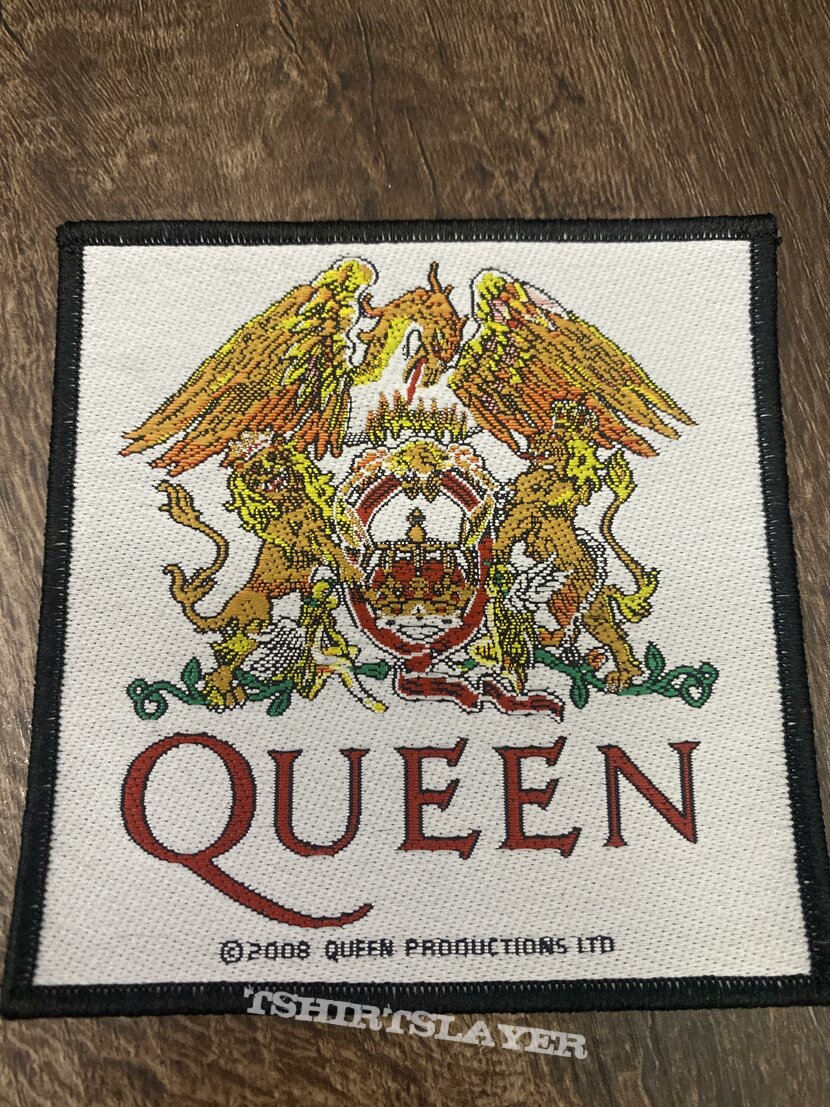 QUEEN
©2008 QUEEN PRODUCTIONS LTD
TSHIRTSLAYER